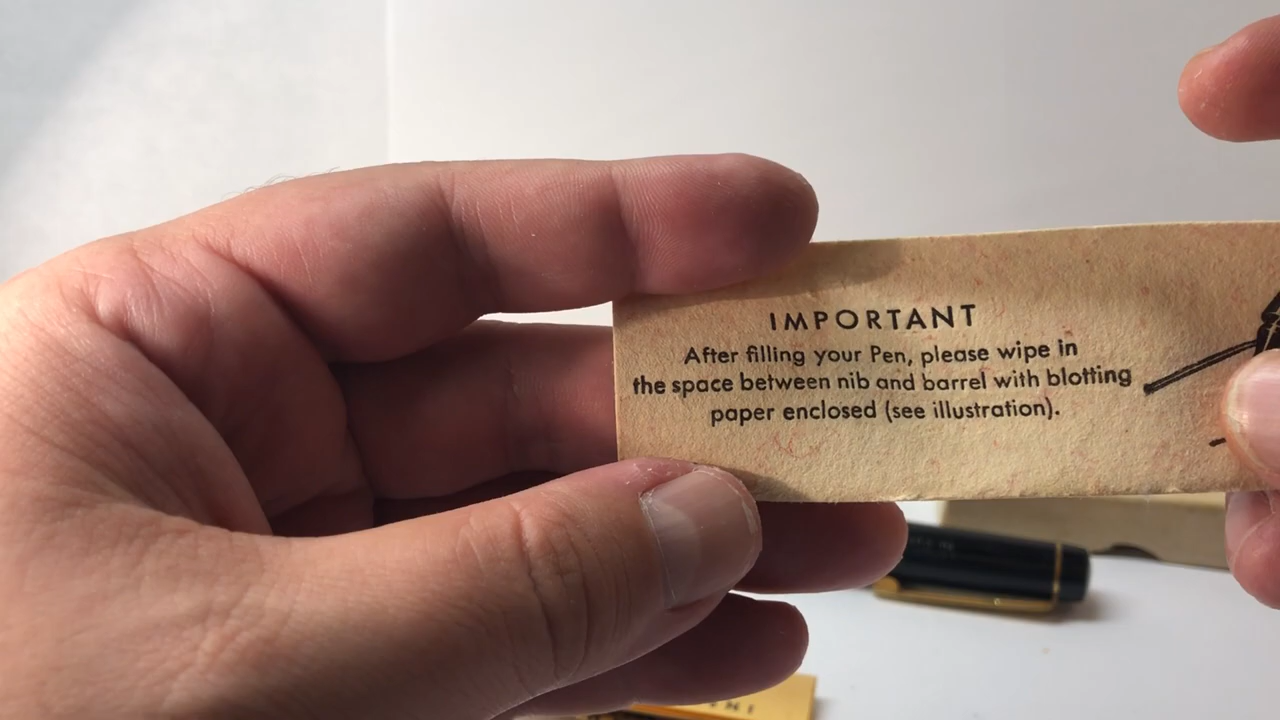 IMPORTANT
After filling your Pen, please wipe in
the space between nib and barrel with blotting
paper enclosed (see illustration).